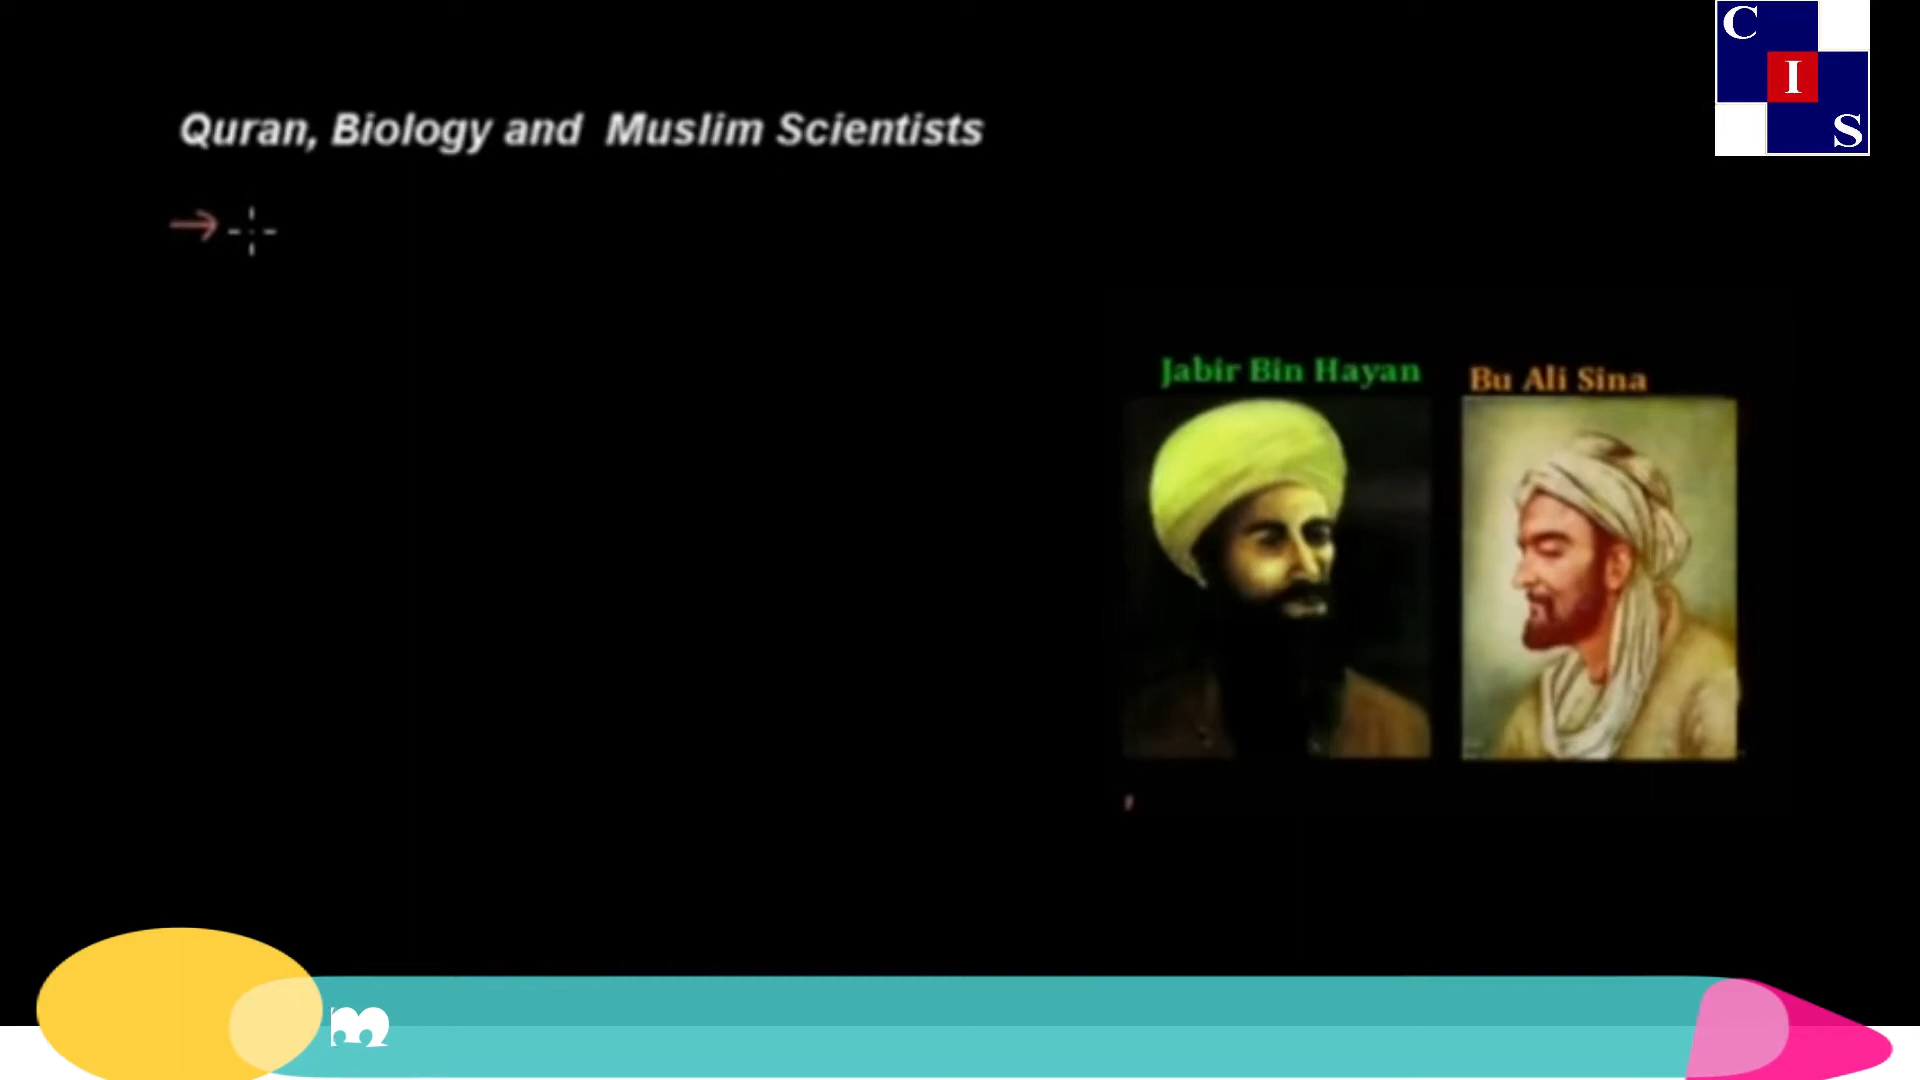 C
I
S
Quran, Biology and Muslim Scientists
Jabir Bin Hayan
Bu Ali Sina